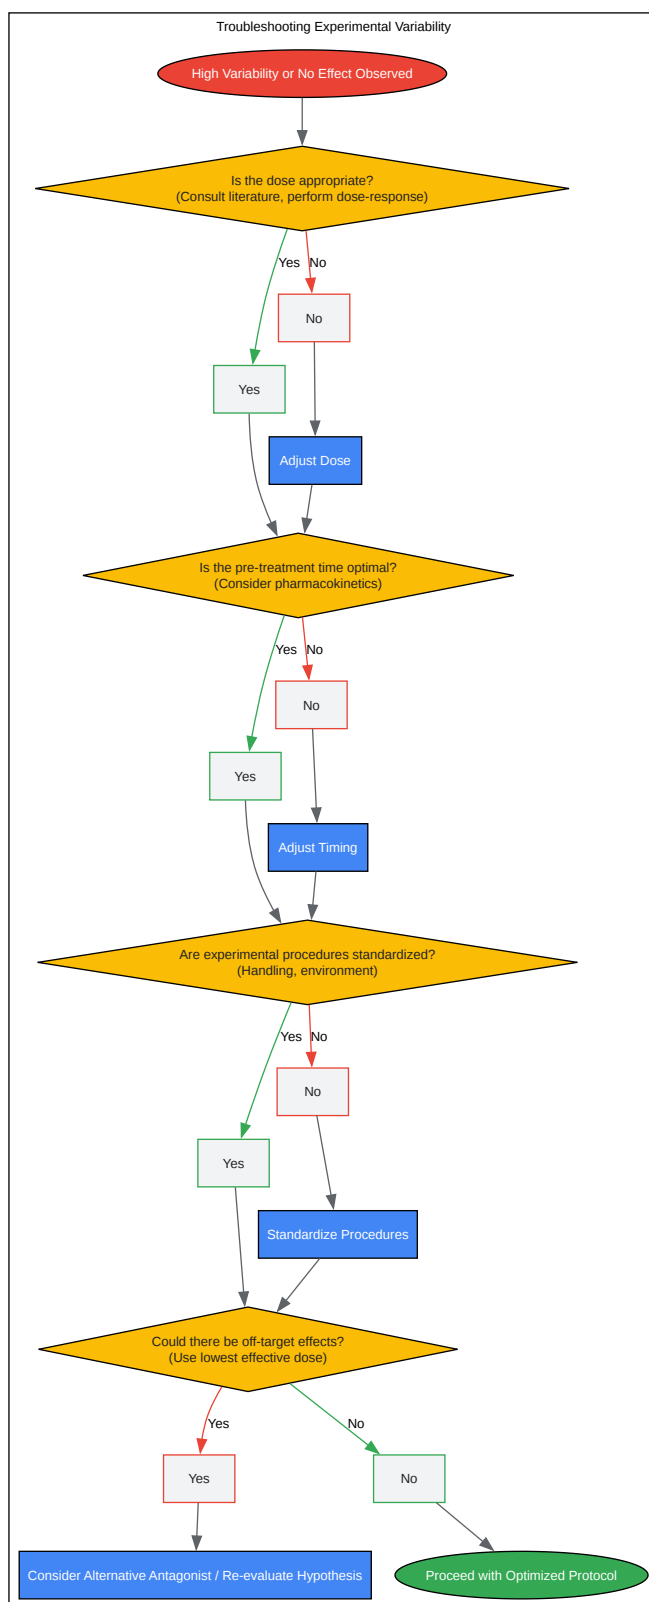 Troubleshooting Experimental Variability
High Variability or No Effect Observed
Is the dose appropriate?
(Consult literature, perform dose-response)
Yes
No
No
Yes
Adjust Dose
Is the pre-treatment time optimal?
(Consider pharmacokinetics)
Yes
No
No
Yes
Adjust Timing
Are experimental procedures standardized?
(Handling, environment)
Yes
No
No
Yes
Standardize Procedures
Could there be off-target effects?
(Use lowest effective dose)
Yes
No
Yes
No
Consider Alternative Antagonist / Re-evaluate Hypothesis
Proceed with Optimized Protocol